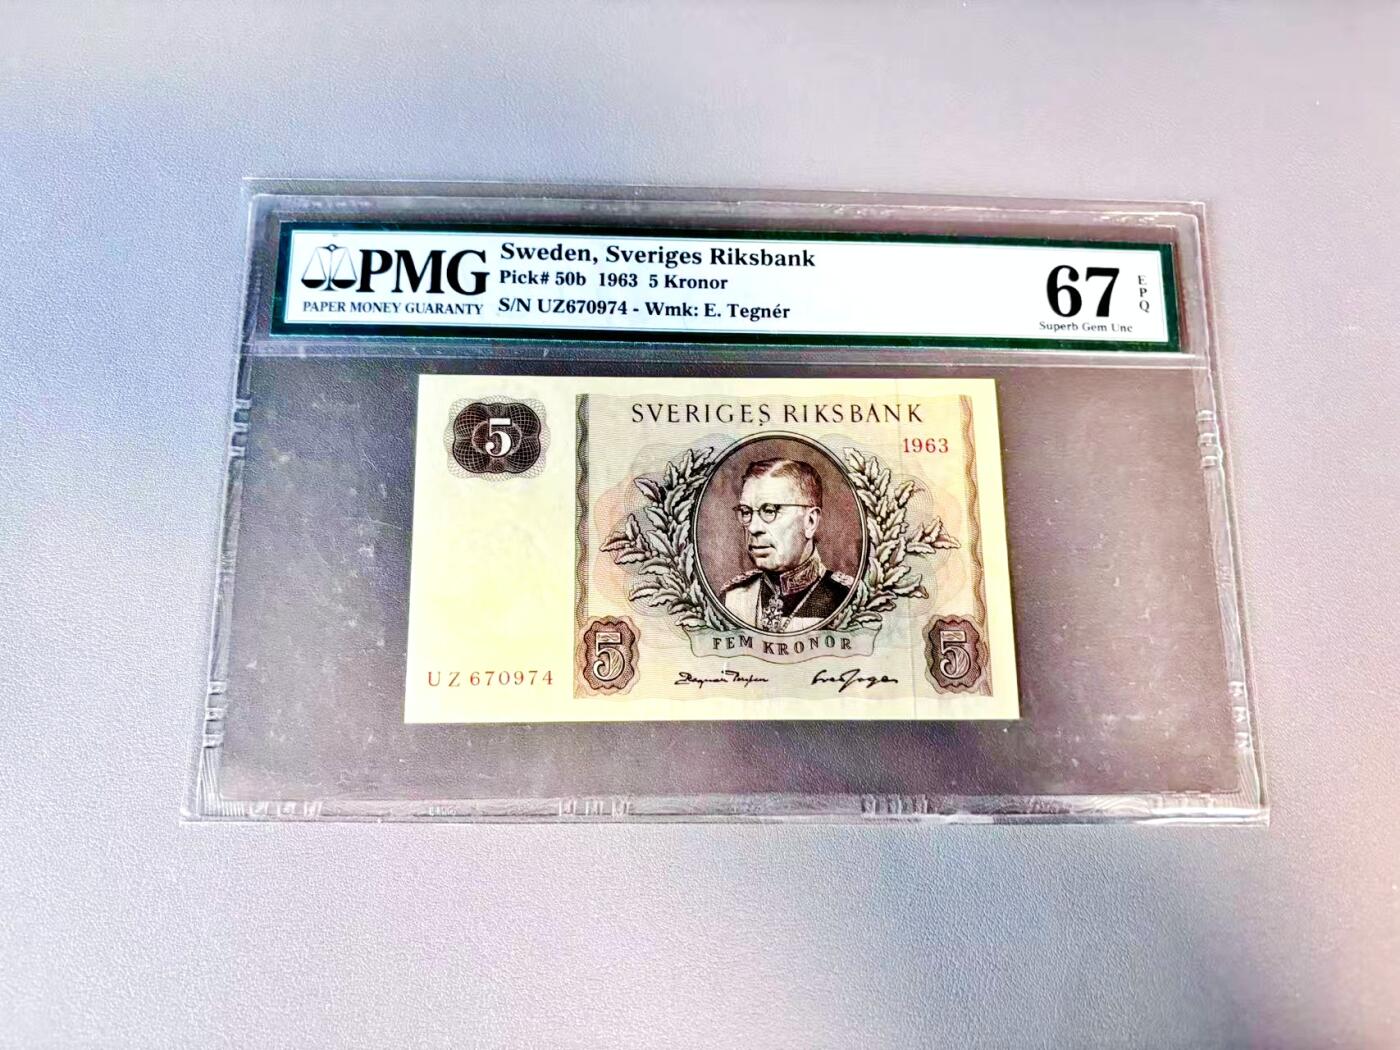 PMG
PAPER MONEY GUARANTY
Sweden, Sveriges Riksbank
Pick# 50b 1963 5 Kronor
S/N UZ670974 - Wmk: E. Tegnér
67
EPQ
Superb Gem Unc
5
SVERIGES RIKSBANK
1963
FEM KRONOR
5
5
UZ 670974